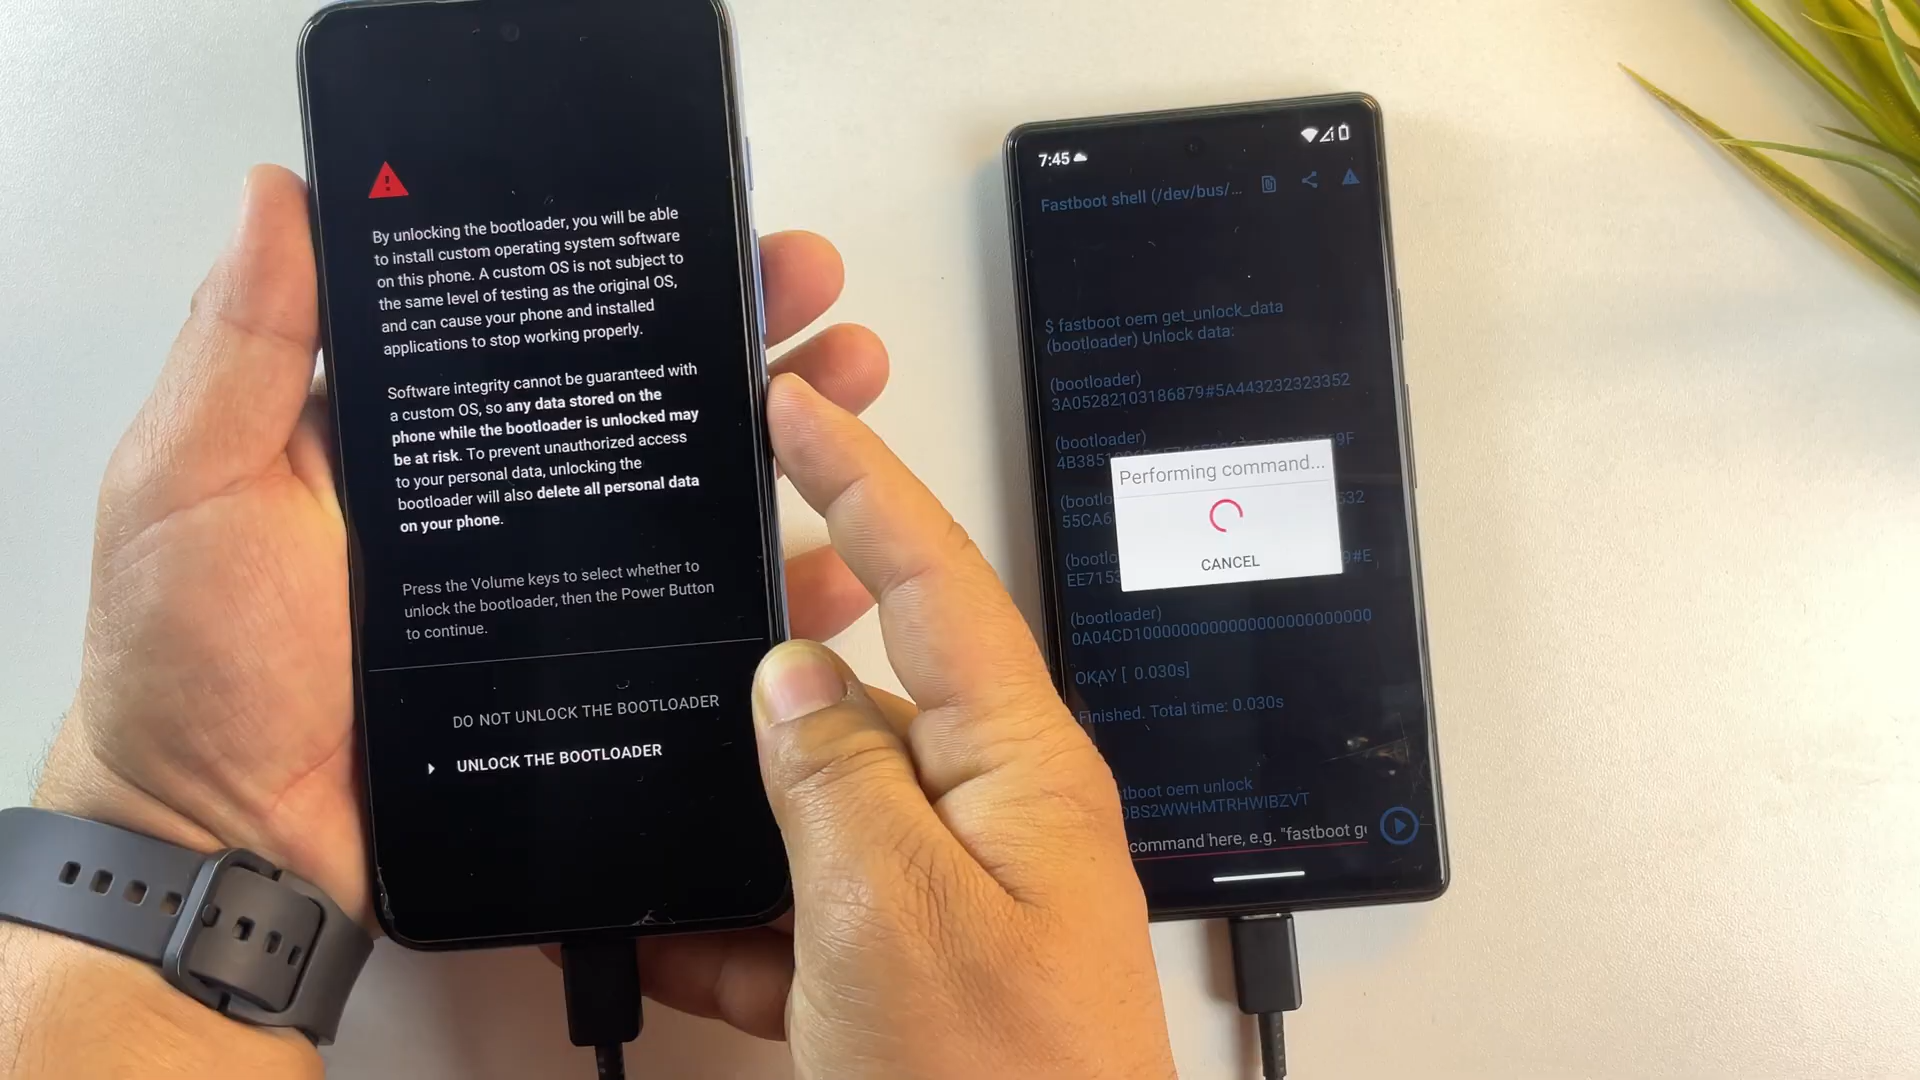 By unlocking the bootloader, you will be able
to install custom operating system software
on this phone. A custom OS is not subject to
the same level of testing as the original OS,
and can cause your phone and installed
applications to stop working properly.
Software integrity cannot be guaranteed with
a custom OS, so any data stored on the
phone while the bootloader is unlocked may
be at risk. To prevent unauthorized access
to your personal data, unlocking the
bootloader will also delete all personal data
on your phone.
Press the Volume keys to select whether to
unlock the bootloader, then the Power Button
to continue.
DO NOT UNLOCK THE BOOTLOADER
UNLOCK THE BOOTLOADER
7:45
Fastboot shell (/dev/bus/...
$ fastboot oem get_unlock_data
(bootloader) Unlock data:
(bootloader)
3A05282103186879#5A443232323352
(bootloader)
Performing command...
CANCEL
(bootloader)
OKAY [ 0.030s]
Finished. Total time: 0.030s
oem unlock
command here, e.g. "fastboot